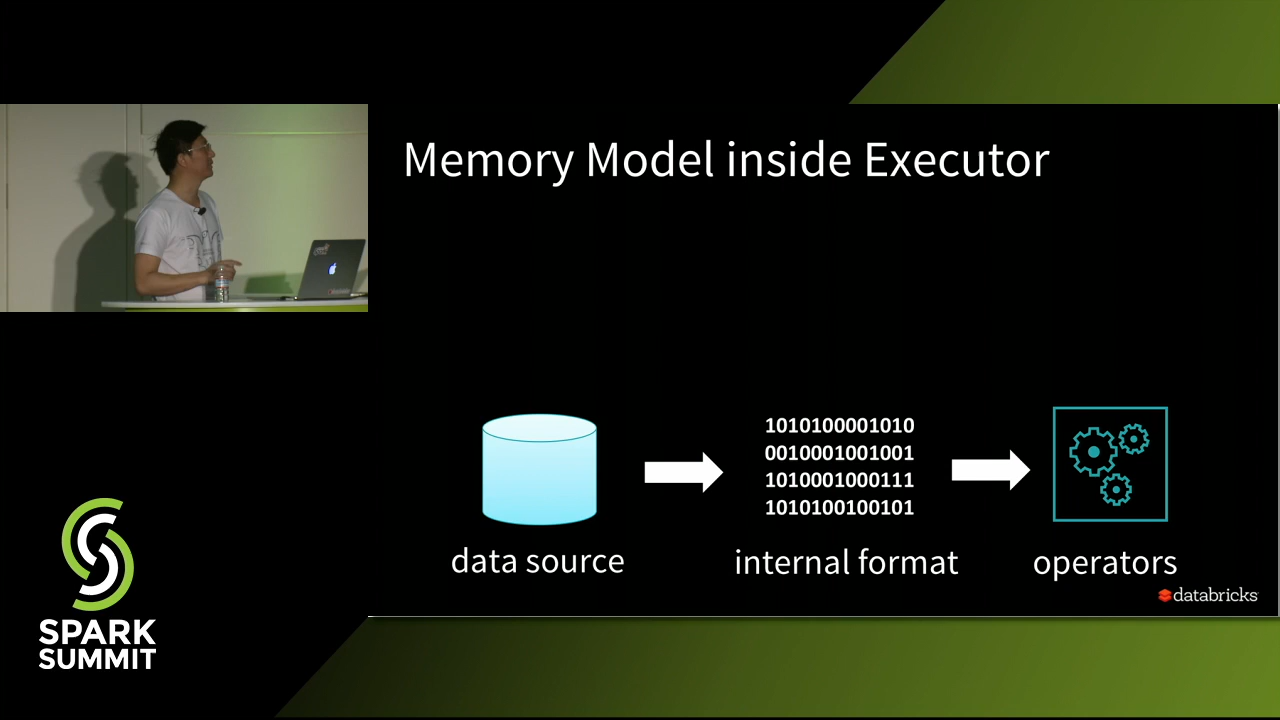 Memory Model inside Executor
1010100001010
0010001001001
1010001000111
1010100100101
data source
internal format
operators
databricks
SPARK
SUMMIT